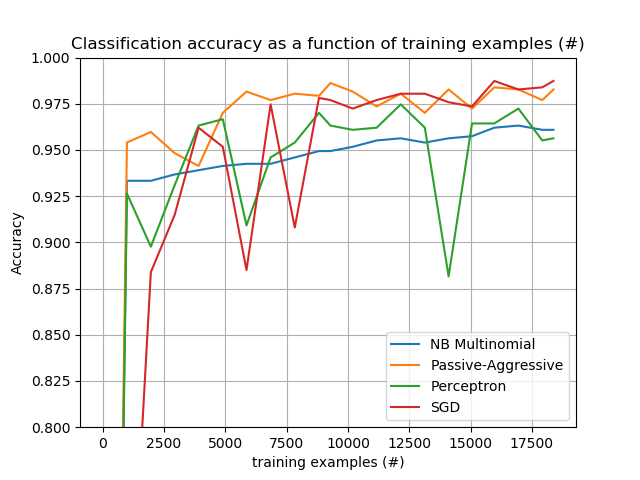 Classification accuracy as a function of training examples (#)
1.000
0.975
0.950
0.925
0.900
0.875
0.850
0.825
0.800
Accuracy
NB Multinomial
Passive-Aggressive
Perceptron
SGD
0 2500 5000 7500 10000 12500 15000 17500
training examples (#)